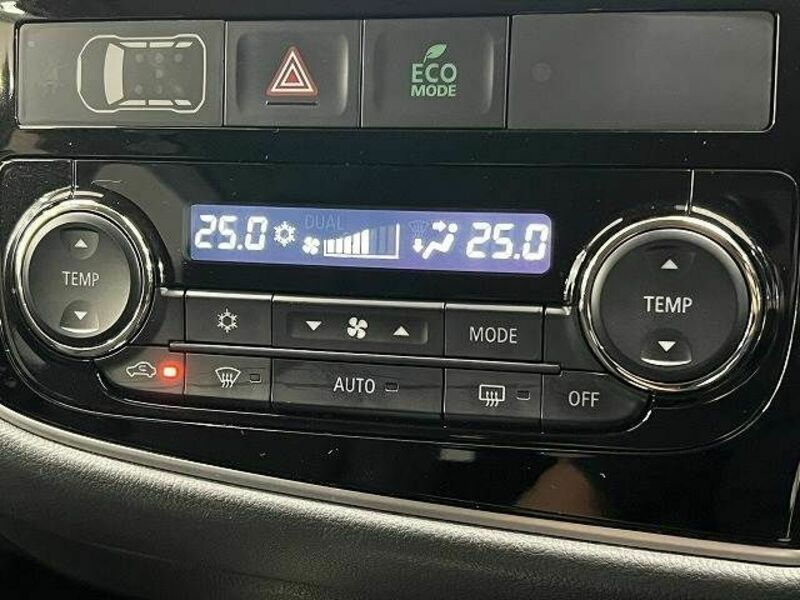 ECO
MODE
DUAL
25.0
25.0
TEMP
TEMP
MODE
AUTO
OFF